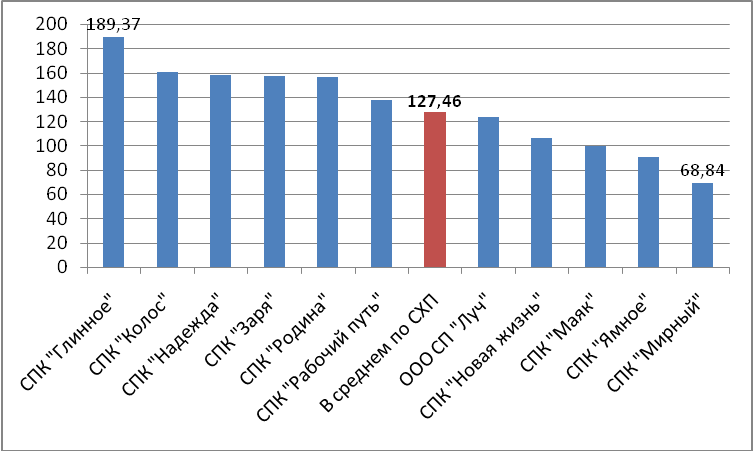 200
180
160
140
120
100
80
60
40
20
0
189,37
127,46
68,84
СПК "Глинное"
СПК "Колос"
СПК "Надежда"
СПК "Заря"
СПК "Родина"
СПК "Рабочий путь"
В среднем по СХП
ООО СП "Луч"
СПК "Новая жизнь"
СПК "Маяк"
СПК "Ямное"
СПК "Мирный"